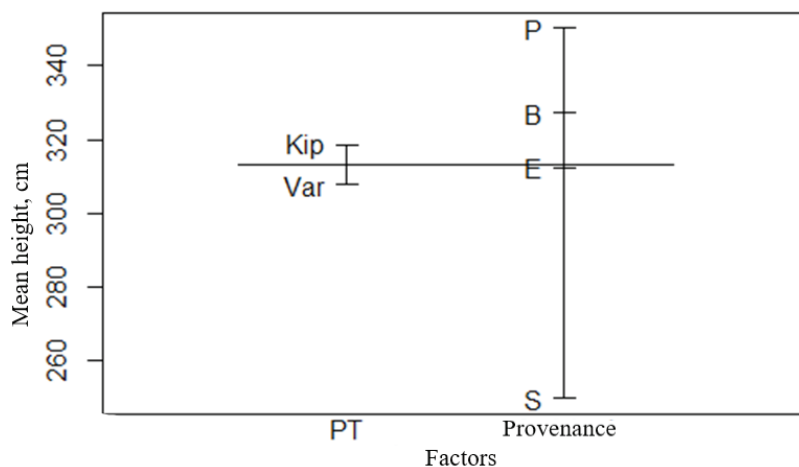 Mean height, cm
340
320
300
280
260
Kip
Var
P
B
E
S
PT
Provenance
Factors